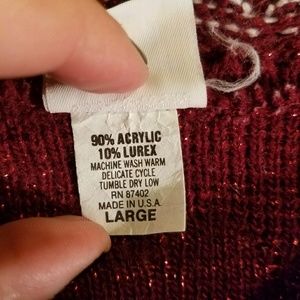 90% ACRYLIC
10% LUREX
MACHINE WASH WARM
DELICATE CYCLE
TUMBLE DRY LOW
RN 87402
MADE IN U.S.A.
LARGE